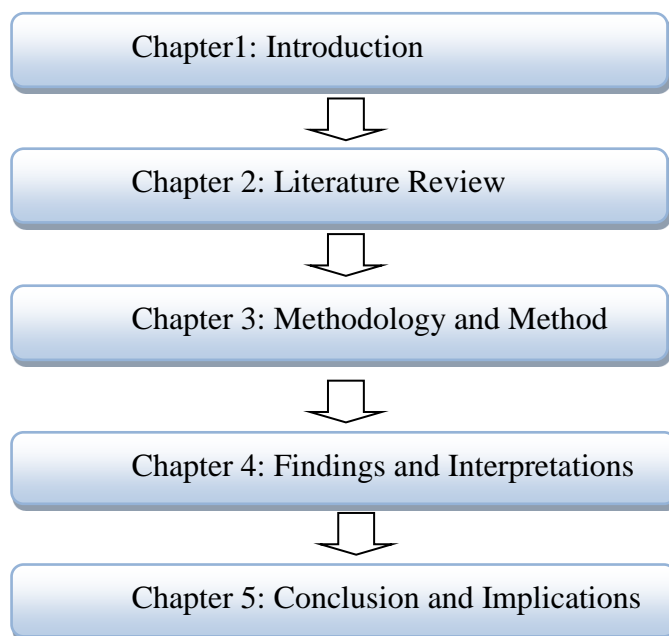 Chapter1: Introduction
Chapter 2: Literature Review
Chapter 3: Methodology and Method
Chapter 4: Findings and Interpretations
Chapter 5: Conclusion and Implications